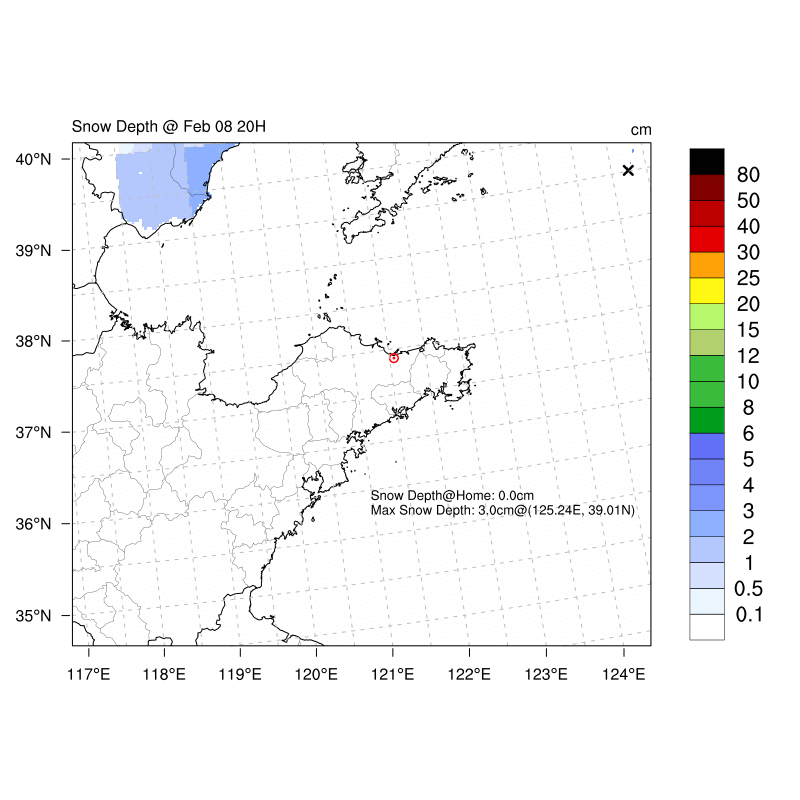 Snow Depth @ Feb 08 20H
cm
40°N
39°N
38°N
37°N
36°N
35°N
117°E
118°E
119°E
120°E
121°E
122°E
123°E
124°E
Snow Depth@Home: 0.0cm
Max Snow Depth: 3.0cm@(125.24E, 39.01N)
80
50
40
30
25
20
15
12
10
8
6
5
4
3
2
1
0.5
0.1